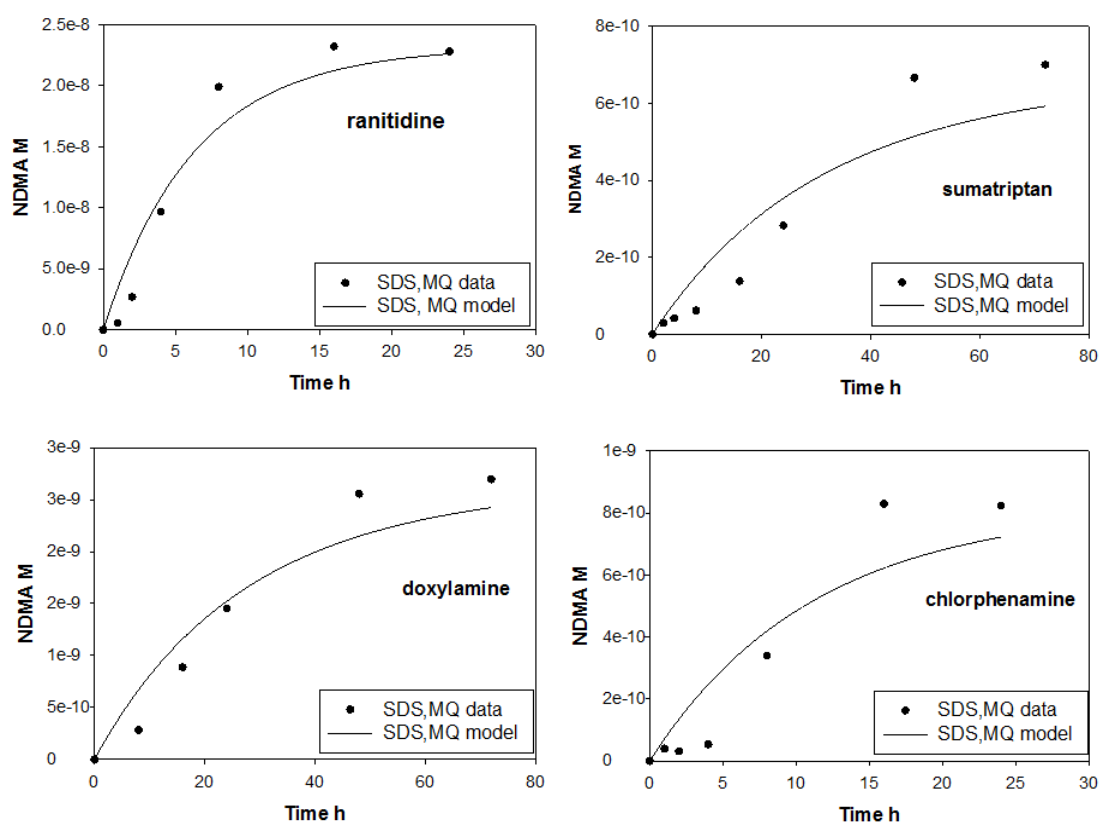 2.5e-8
2.0e-8
1.5e-8
1.0e-8
5.0e-9
0.0
NDMA M
ranitidine
SDS,MQ data
SDS, MQ model
0 5 10 15 20 25 30
Time h
8e-10
6e-10
4e-10
2e-10
0
NDMA M
sumatriptan
SDS,MQ data
SDS,MQ model
0 20 40 60 80
Time h
3e-9
3e-9
2e-9
2e-9
1e-9
5e-10
0
NDMA M
doxylamine
SDS,MQ data
SDS,MQ model
0 20 40 60 80
Time h
1e-9
8e-10
6e-10
4e-10
2e-10
0
NDMA M
chlorphenamine
SDS,MQ data
SDS,MQ model
0 5 10 15 20 25 30
Time h